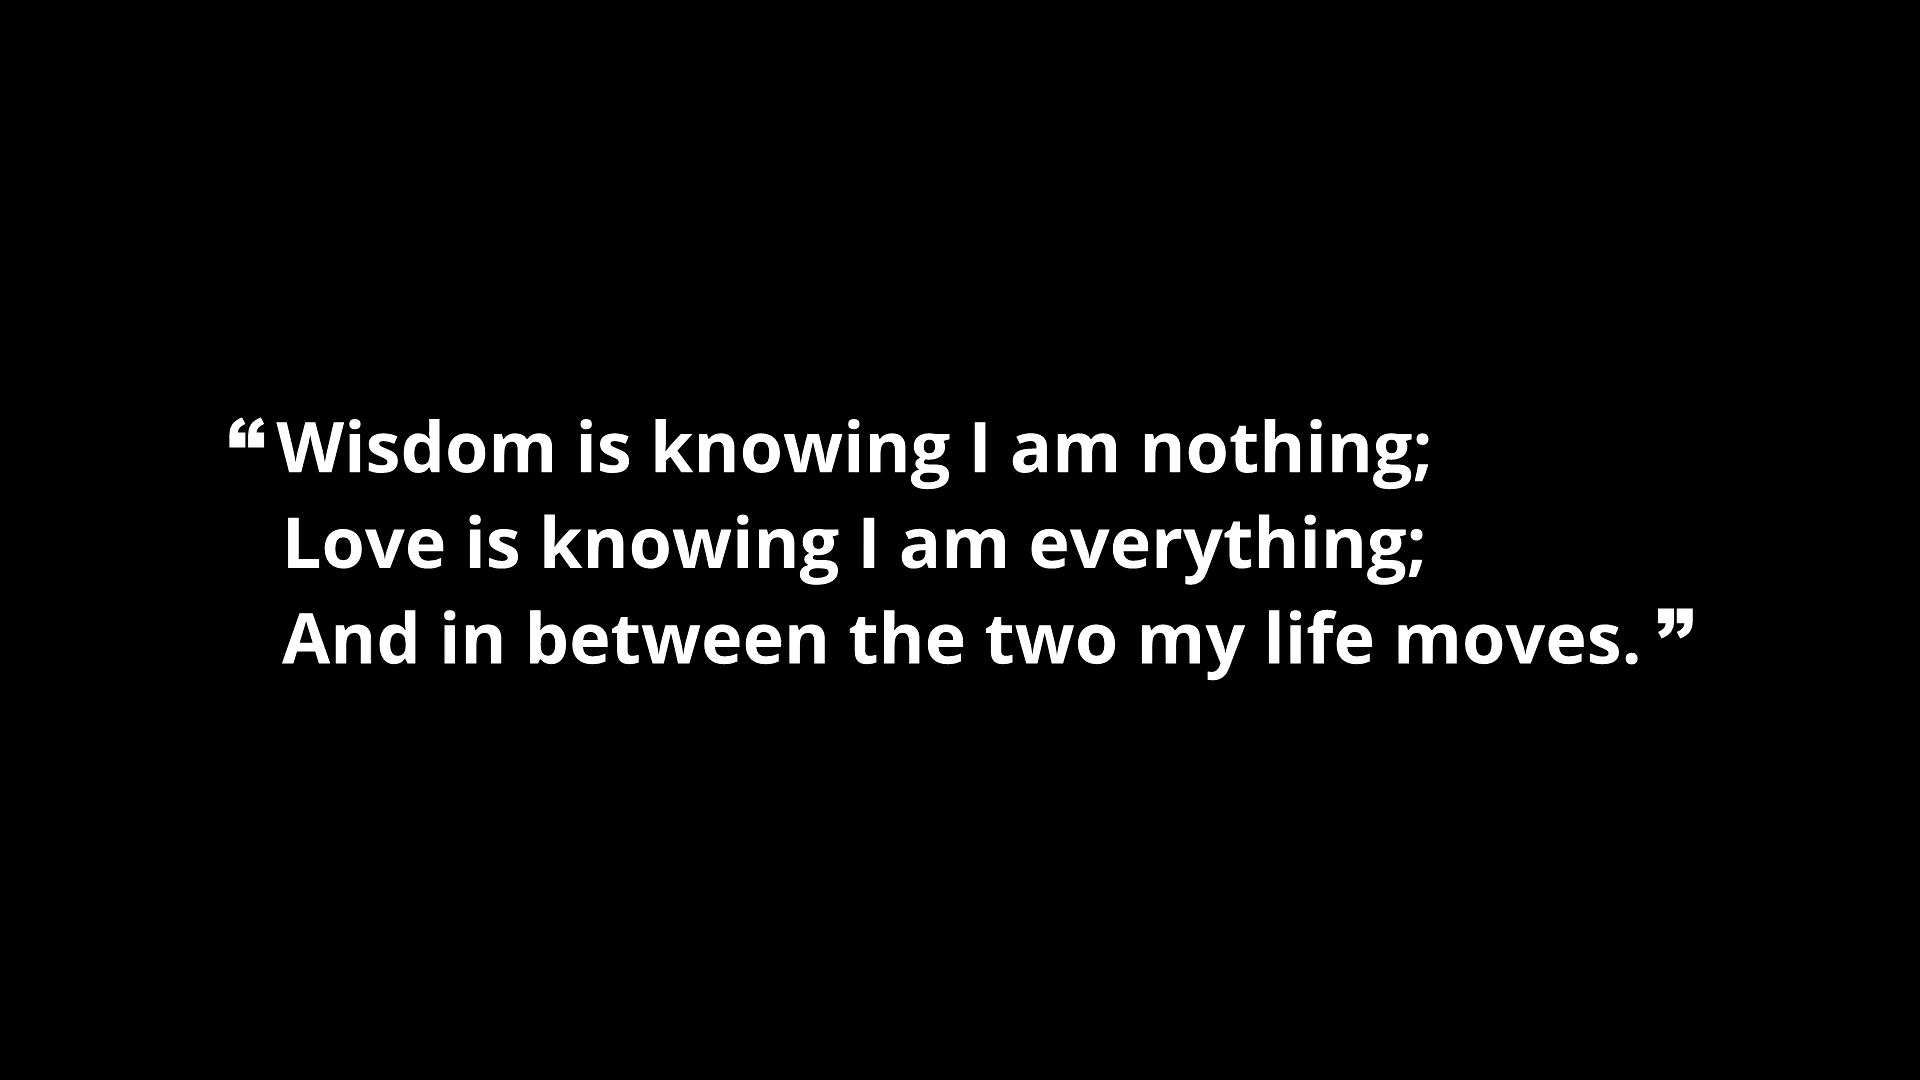 ❝Wisdom is knowing I am nothing;
Love is knowing I am everything;
And in between the two my life moves.❞